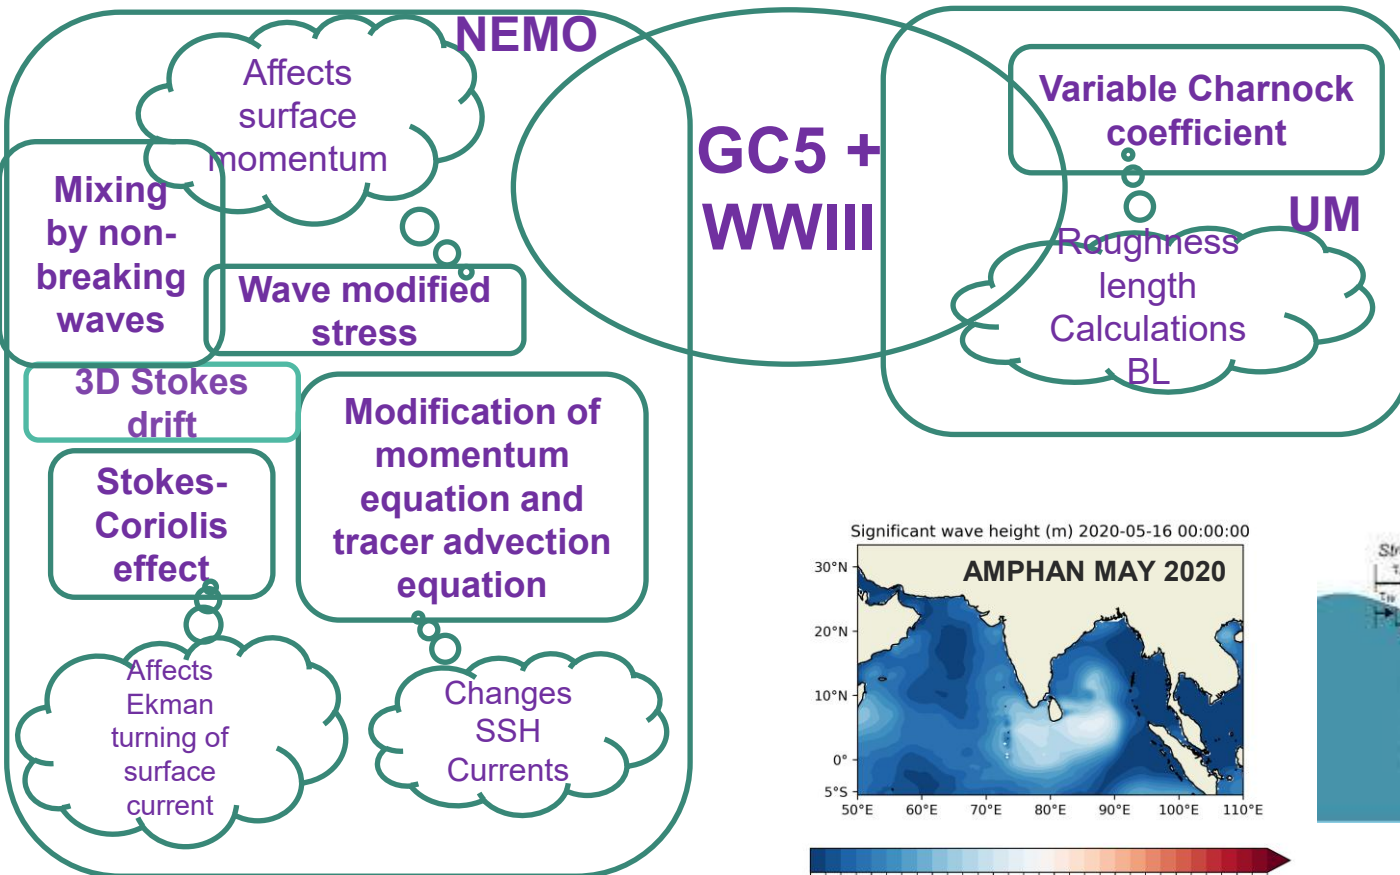 NEMO
Affects
surface
momentum
Mixing
by non-
breaking
waves
Wave modified
stress
3D Stokes
drift
Stokes-
Coriolis
effect
Modification of
momentum
equation and
tracer advection
equation
Affects
Ekman
turning of
surface
current
Changes
SSH
Currents
GC5 +
WWIII
Variable Charnock
coefficient
UM
Roughness
length
Calculations
BL
Significant wave height (m) 2020-05-16 00:00:00
AMPHAN MAY 2020
30°N
20°N
10°N
0°
5°S
50°E 60°E 70°E 80°E 90°E 100°E 110°E